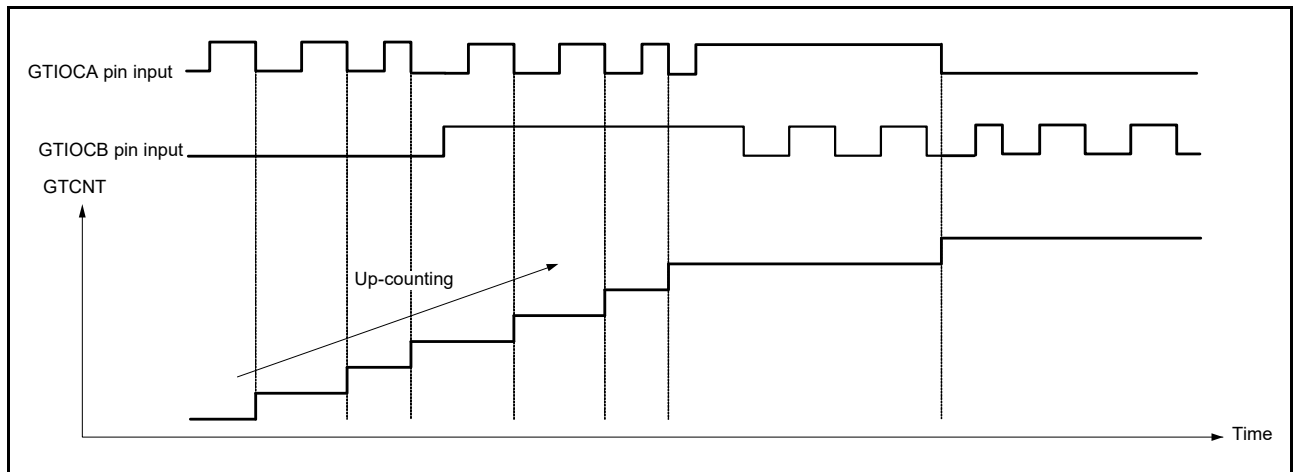 GTIOCA pin input
GTIOCB pin input
GTCNT
Up-counting
Time